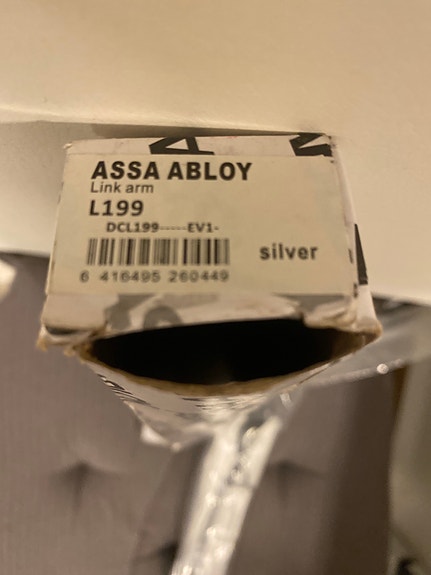 ASSA ABLOY
Link arm
L199
DCL199-----EV1-
silver
6 416495 260449